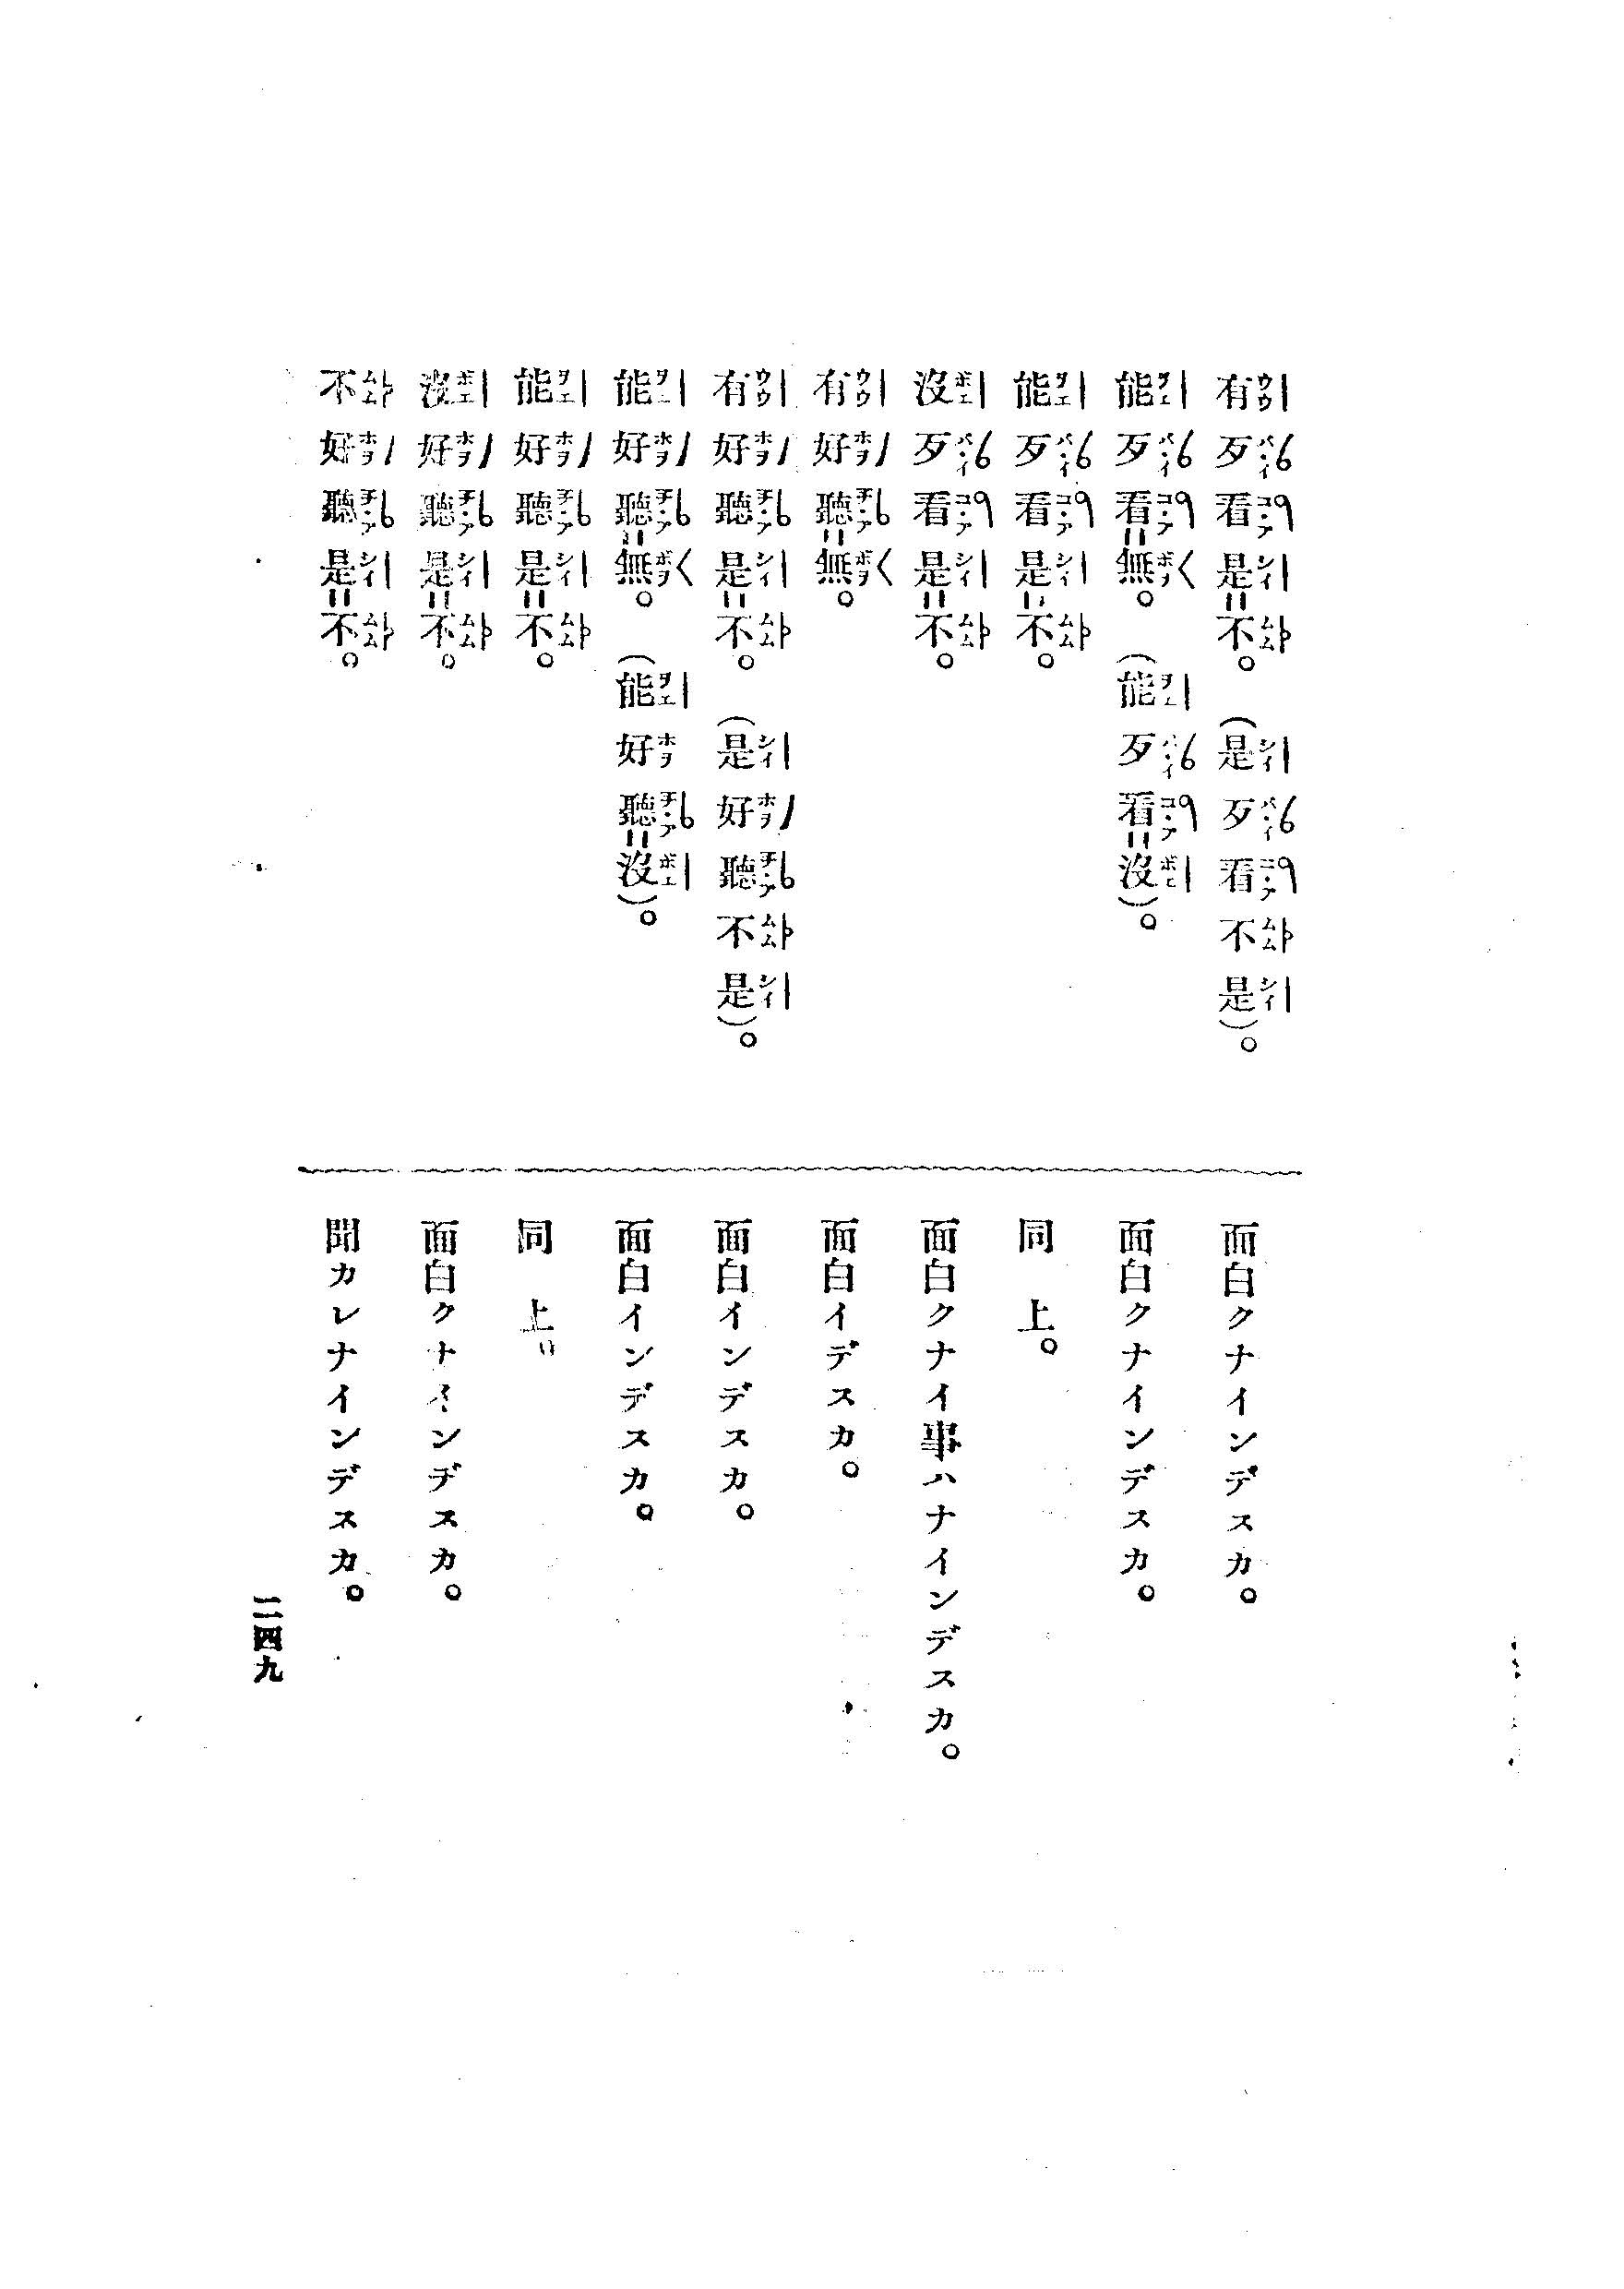 有歹看是=不。(是歹看不是)。
能歹看=無。(能歹看=沒)。
能歹看是=不。
沒歹看是=不。
有好聽=無。
有好聽是=不。(是好聽不是)。
能好聽=無。(能好聽=沒)。
能好聽是=不。
沒好聽是=不。
不好聽是=不。
面白クナインデスカ。
面白クナインデスカ。
同上。
面白クナイ事ハナインデスカ。
面白イデスカ。
面白インデスカ。
面白インデスカ。
同上。
面白クナインデスカ。
聞カレナインデスカ。
二四九